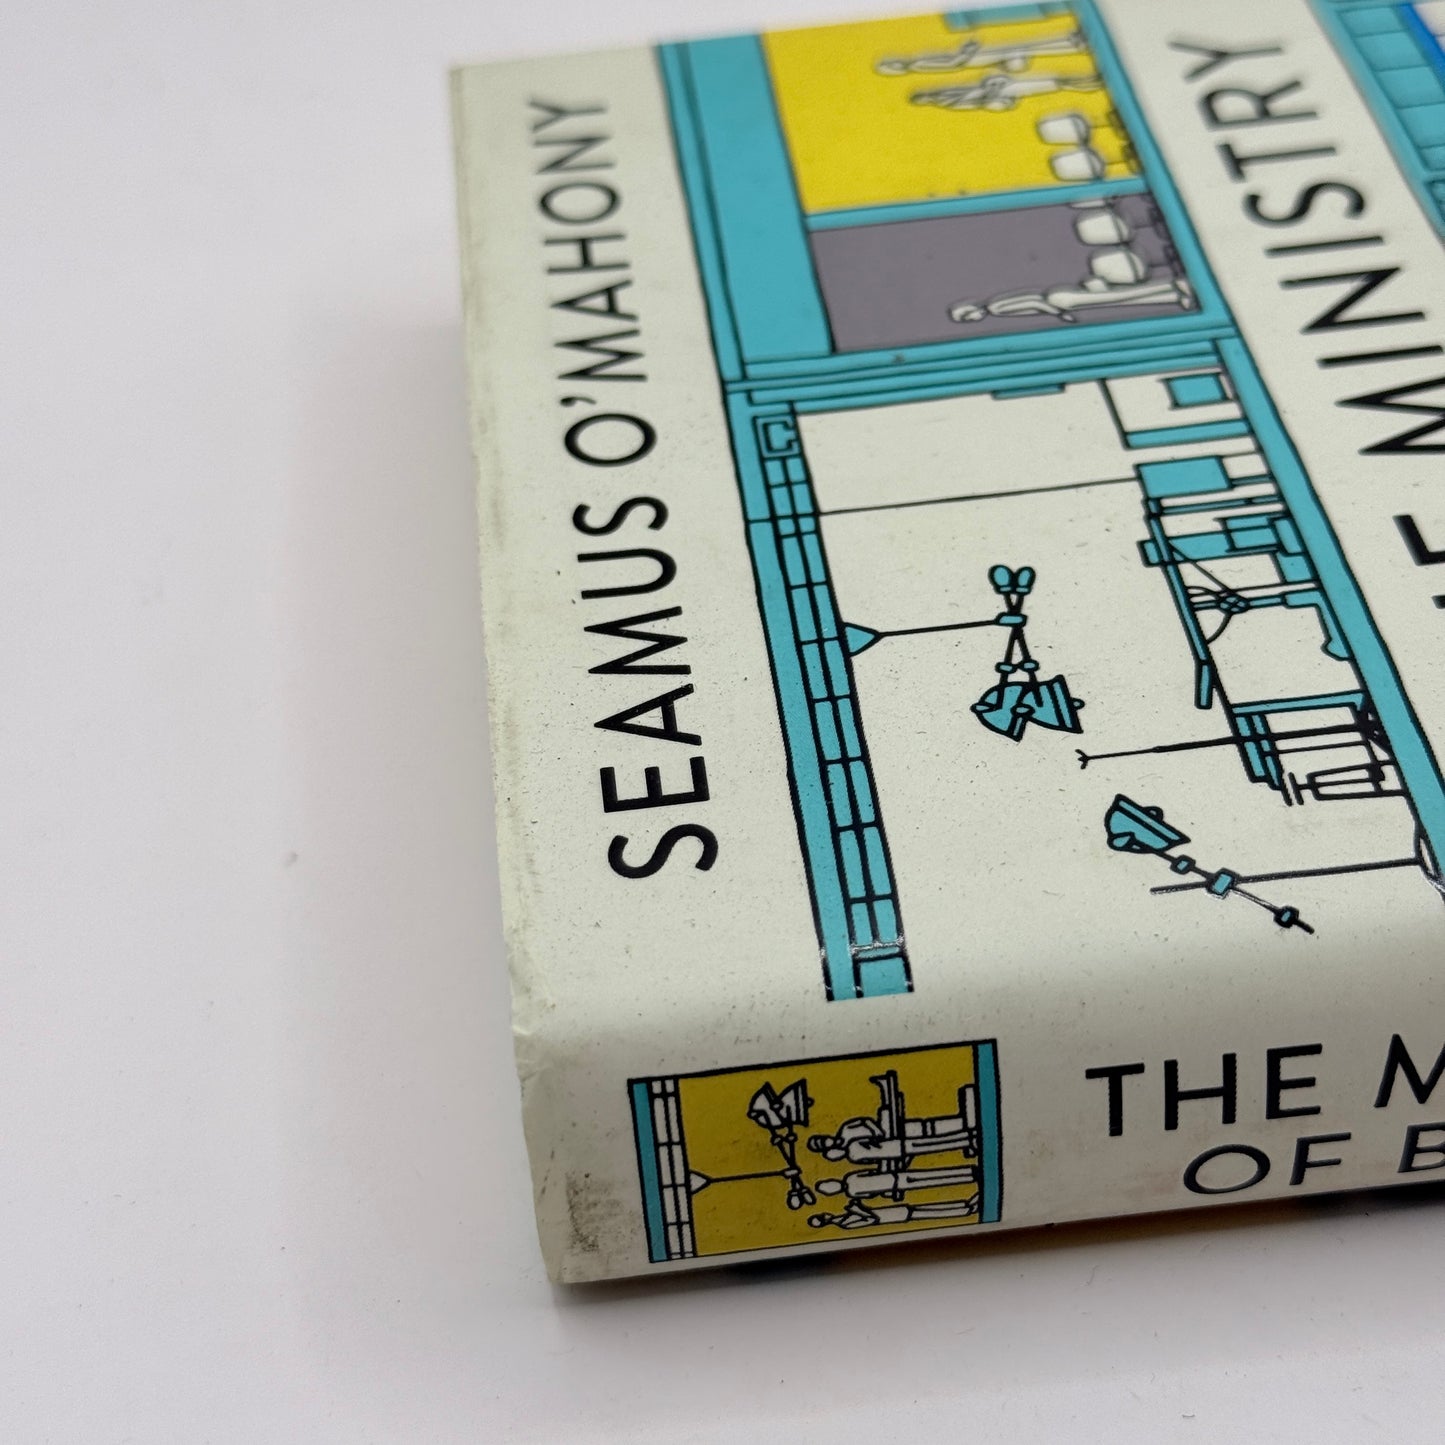 SEAMUS O'MAHONY
MINISTRY
THE M
OF B